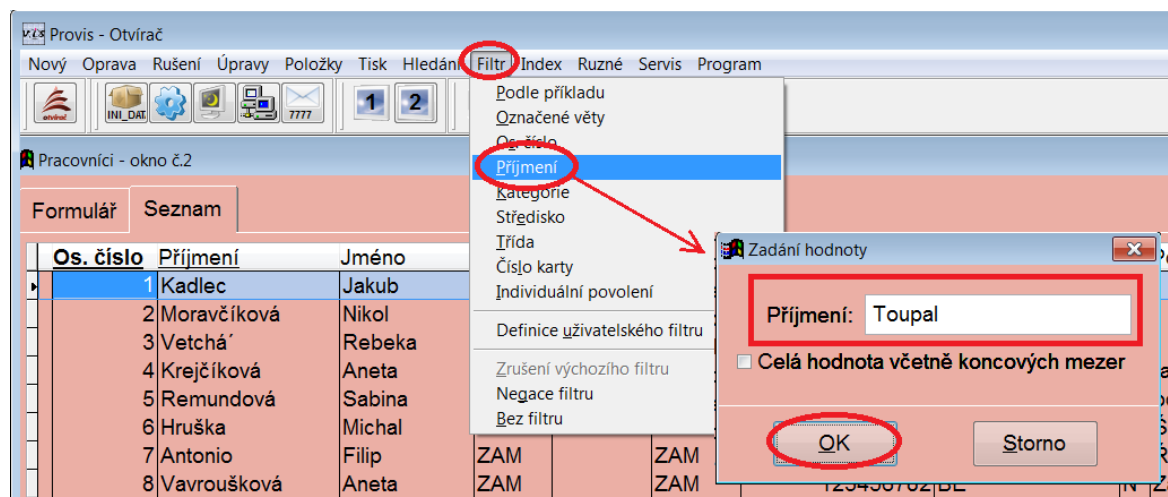 Provis - Otvírač
Nový Oprava Rušení Úpravy Položky Tisk Hledání Filtr Index Ruzné Servis Program
otvírač INI_DAT 7777 1 2
Podle příkladu
Označené věty
Os. číslo
Příjmení
Kategorie
Středisko
Třída
Číslo karty
Individuální povolení
Definice uživatelského filtru
Zrušení výchozího filtru
Negace filtru
Bez filtru
Pracovníci - okno č.2
Formulář Seznam
Os. číslo Příjmení Jméno
1 Kadlec Jakub
2 Moravčíková Nikol
3 Vetchá´ Rebeka
4 Krejčíková Aneta
5 Remundová Sabina
6 Hruška Michal
7 Antonio Filip ZAM ZAM
8 Vavroušková Aneta ZAM ZAM
Zadání hodnoty
Příjmení: Toupal
Celá hodnota včetně koncových mezer
OK Storno